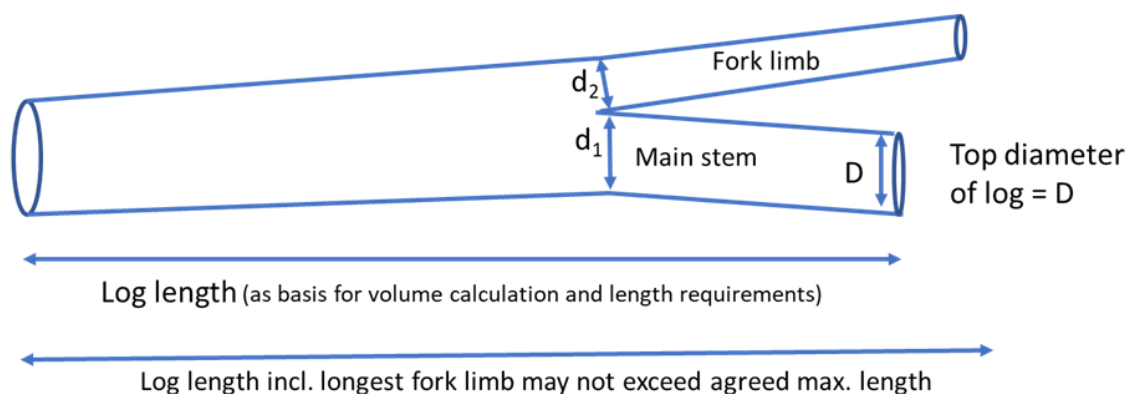 Fork limb
d2
d1
Main stem
D
Top diameter
of log = D
Log length (as basis for volume calculation and length requirements)
Log length incl. longest fork limb may not exceed agreed max. length